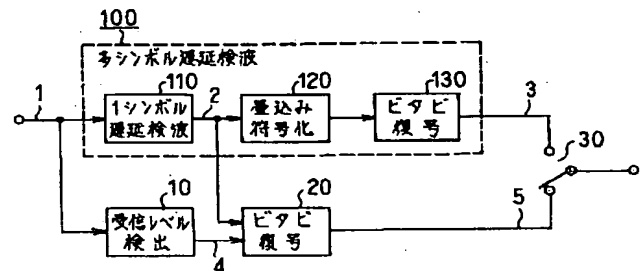 100
多シンボル遅延検波
1
110
1シンボル
遅延検波
2
120
畳込み
符号化
130
ビタビ
復号
3
30
10
受信レベル
検出
4
20
ビタビ
復号
5